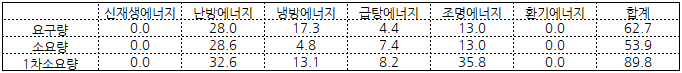 신재생에너지 난방에너지 냉방에너지 급탕에너지 조명에너지 환기에너지 합계
요구량 0.0 28.0 17.3 4.4 13.0 0.0 62.7
소요량 0.0 28.6 4.8 7.4 13.0 0.0 53.9
1차소요량 0.0 32.6 13.1 8.2 35.8 0.0 89.8